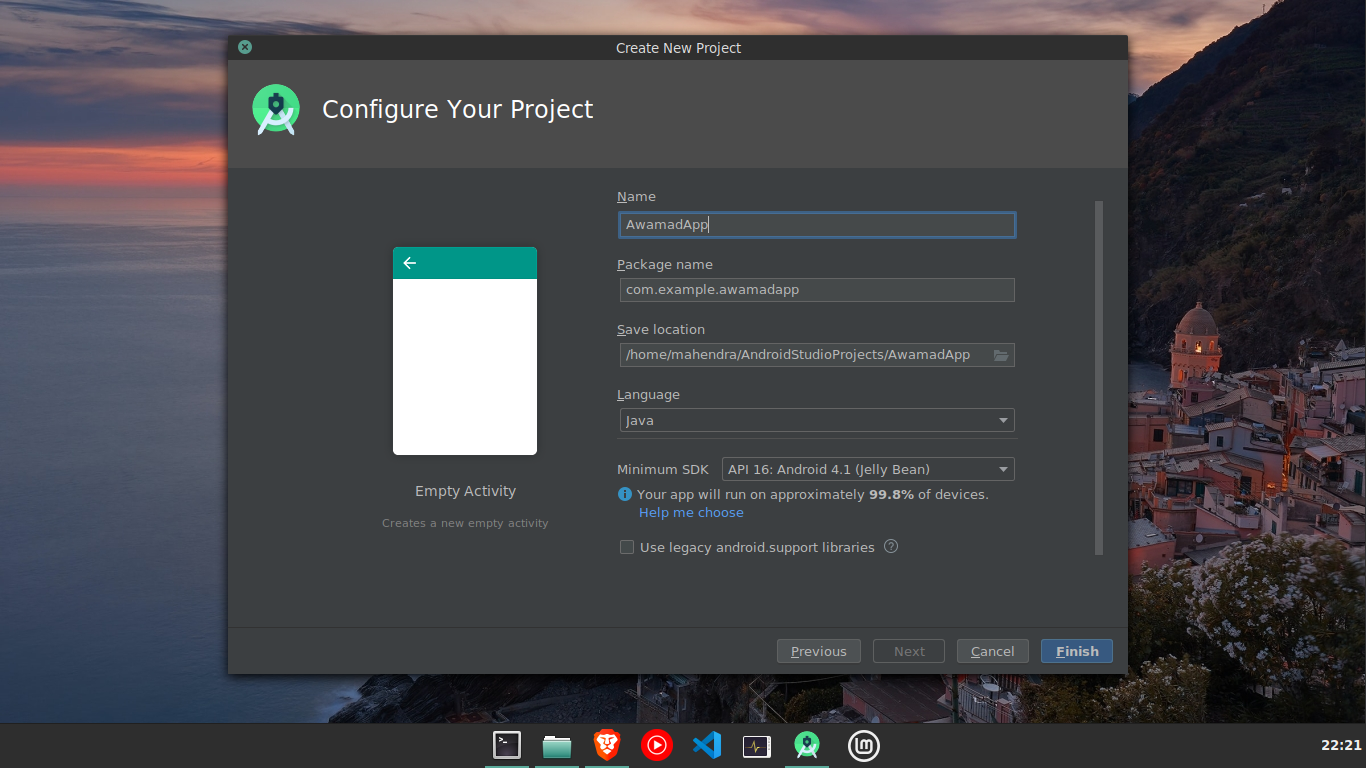 Create New Project
Configure Your Project
Name
AwamadApp
Package name
com.example.awamadapp
Save location
/home/mahendra/AndroidStudioProjects/AwamadApp
Language
Java
Minimum SDK
API 16: Android 4.1 (Jelly Bean)
Your app will run on approximately 99.8% of devices.
Help me choose
Use legacy android.support libraries
Empty Activity
Creates a new empty activity
Previous
Next
Cancel
Finish
22:21